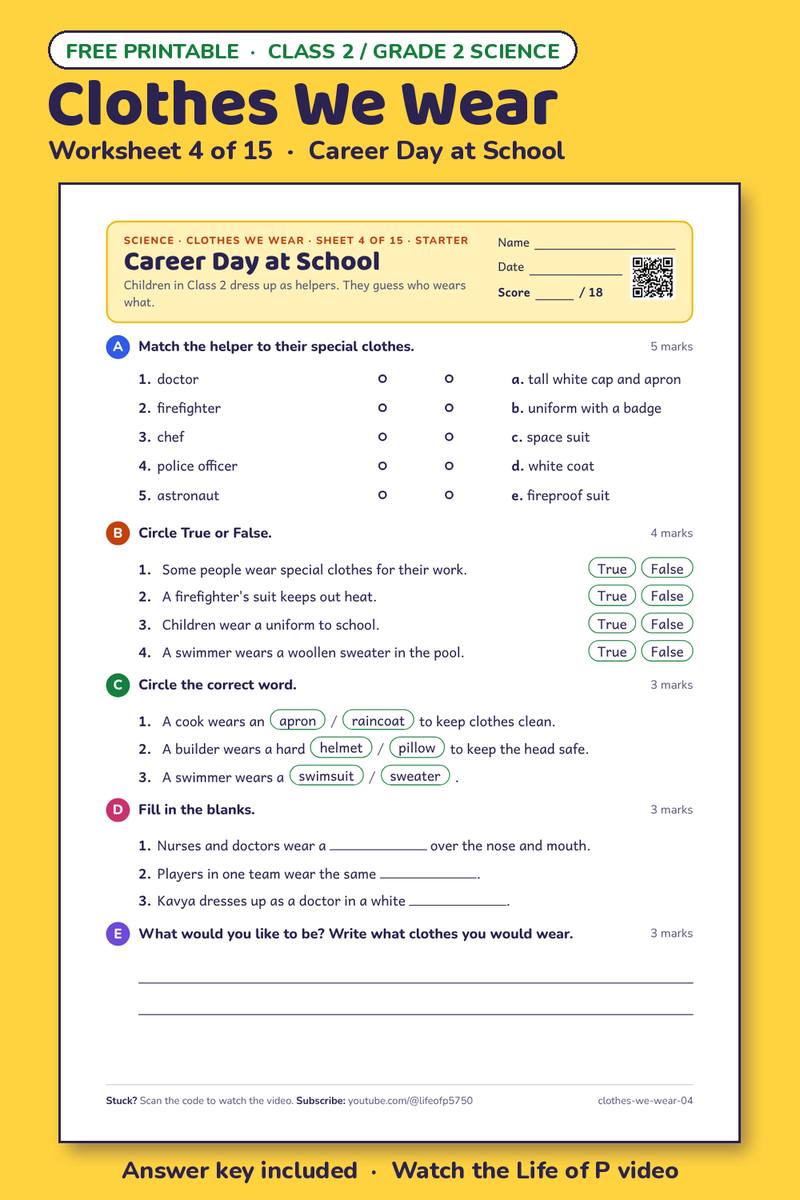 FREE PRINTABLE · CLASS 2 / GRADE 2 SCIENCE
Clothes We Wear
Worksheet 4 of 15 · Career Day at School
SCIENCE · CLOTHES WE WEAR · SHEET 4 OF 15 · STARTER
Career Day at School
Children in Class 2 dress up as helpers. They guess who wears
what.
Name
Date
Score / 18
A Match the helper to their special clothes. 5 marks
1. doctor a. tall white cap and apron
2. firefighter b. uniform with a badge
3. chef c. space suit
4. police officer d. white coat
5. astronaut e. fireproof suit
B Circle True or False. 4 marks
1. Some people wear special clothes for their work. True False
2. A firefighter's suit keeps out heat. True False
3. Children wear a uniform to school. True False
4. A swimmer wears a woollen sweater in the pool. True False
C Circle the correct word. 3 marks
1. A cook wears an apron / raincoat to keep clothes clean.
2. A builder wears a hard helmet / pillow to keep the head safe.
3. A swimmer wears a swimsuit / sweater .
D Fill in the blanks. 3 marks
1. Nurses and doctors wear a ____________ over the nose and mouth.
2. Players in one team wear the same ____________.
3. Kavya dresses up as a doctor in a white ____________.
E What would you like to be? Write what clothes you would wear. 3 marks
Stuck? Scan the code to watch the video. Subscribe: youtube.com/@lifeofp5750 clothes-we-wear-04
Answer key included · Watch the Life of P video